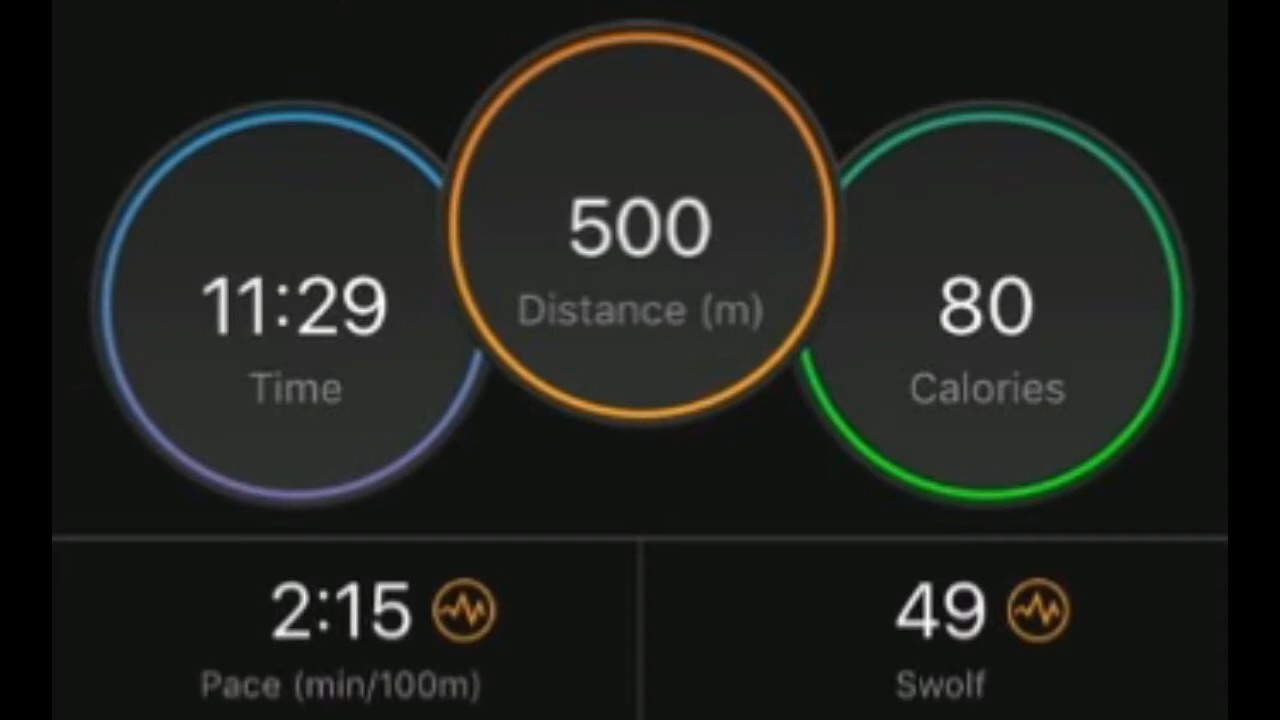 500
Distance (m)
11:29
Time
80
Calories
2:15
Pace (min/100m)
49
Swolf